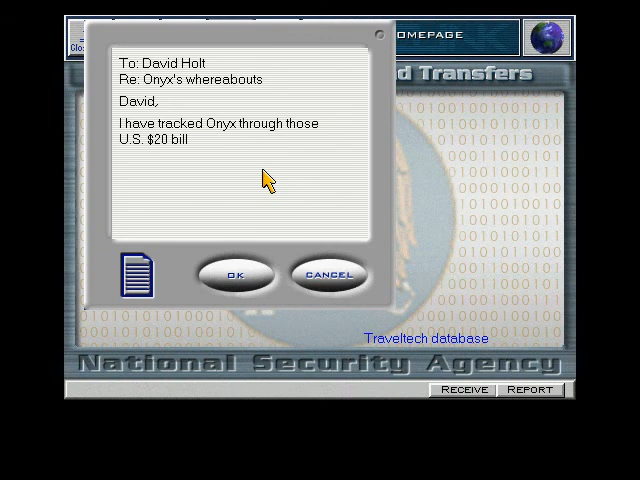 Clo
OMEPAGE
d Transfers
To: David Holt
Re: Onyx's whereabouts
David,
I have tracked Onyx through those
U.S. $20 bill
OK
CANCEL
Traveltech database
National Security Agency
RECEIVE
REPORT